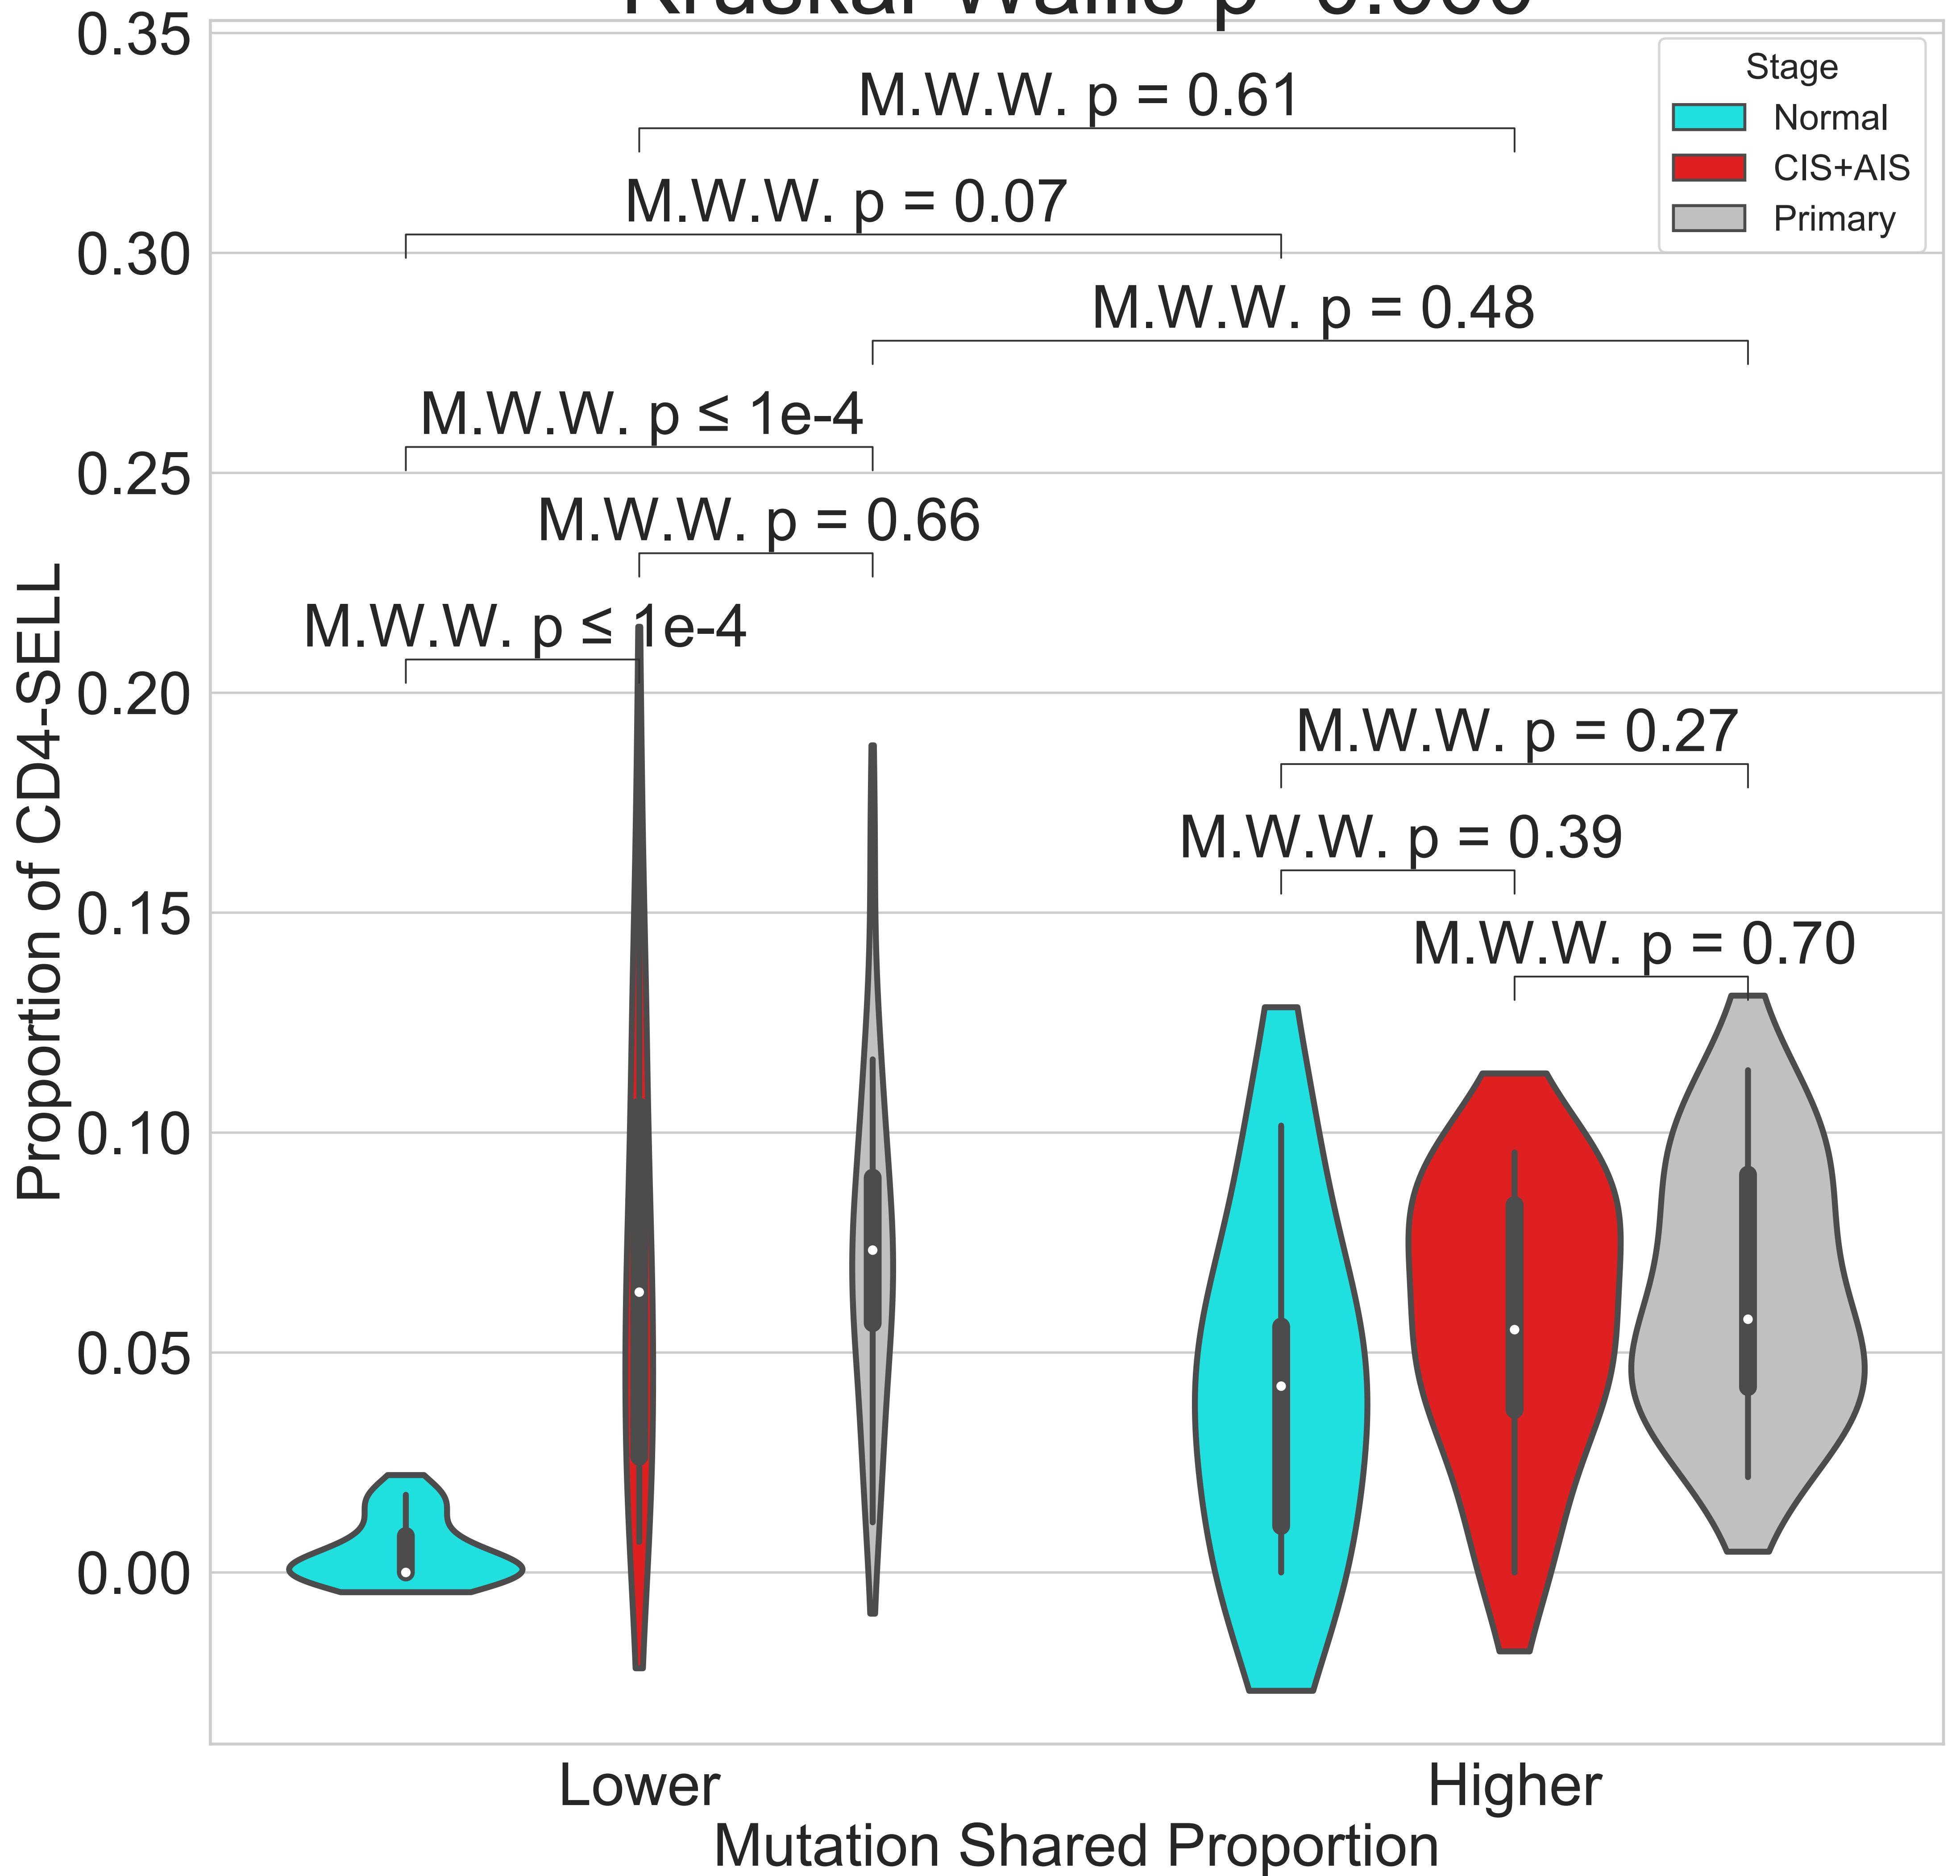 0.35
0.30
0.25
0.20
0.15
0.10
0.05
0.00
Proportion of CD4-SELL
M.W.W. p = 0.61
M.W.W. p = 0.07
M.W.W. p = 0.48
M.W.W. p ≤ 1e-4
M.W.W. p = 0.66
M.W.W. p ≤ 1e-4
M.W.W. p = 0.27
M.W.W. p = 0.39
M.W.W. p = 0.70
Stage
Normal
CIS+AIS
Primary
Lower
Higher
Mutation Shared Proportion